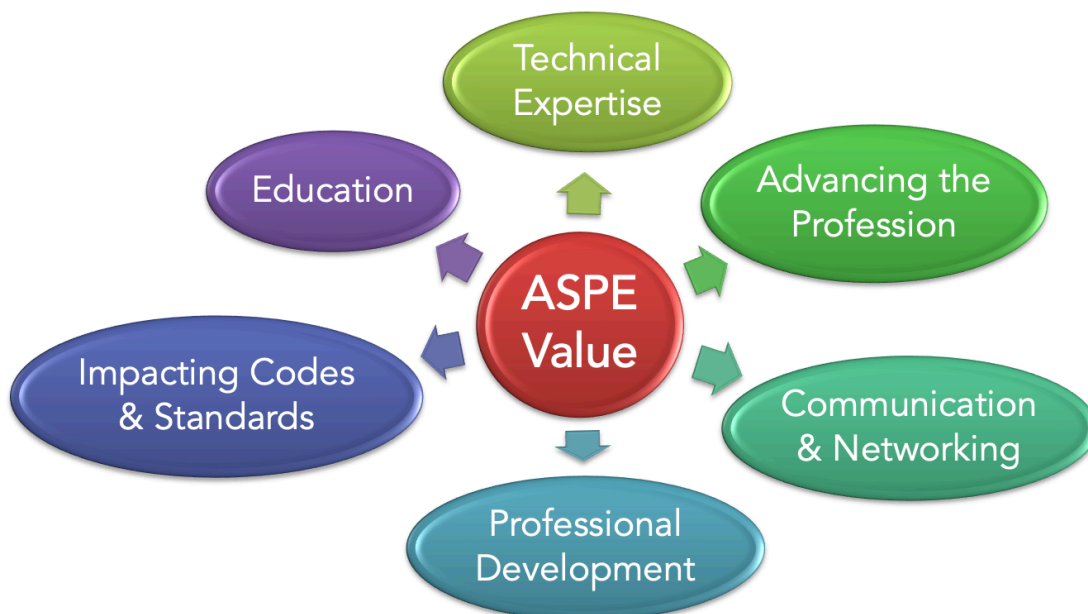 Technical
Expertise
Education
Advancing the
Profession
ASPE
Value
Impacting Codes
& Standards
Communication
& Networking
Professional
Development